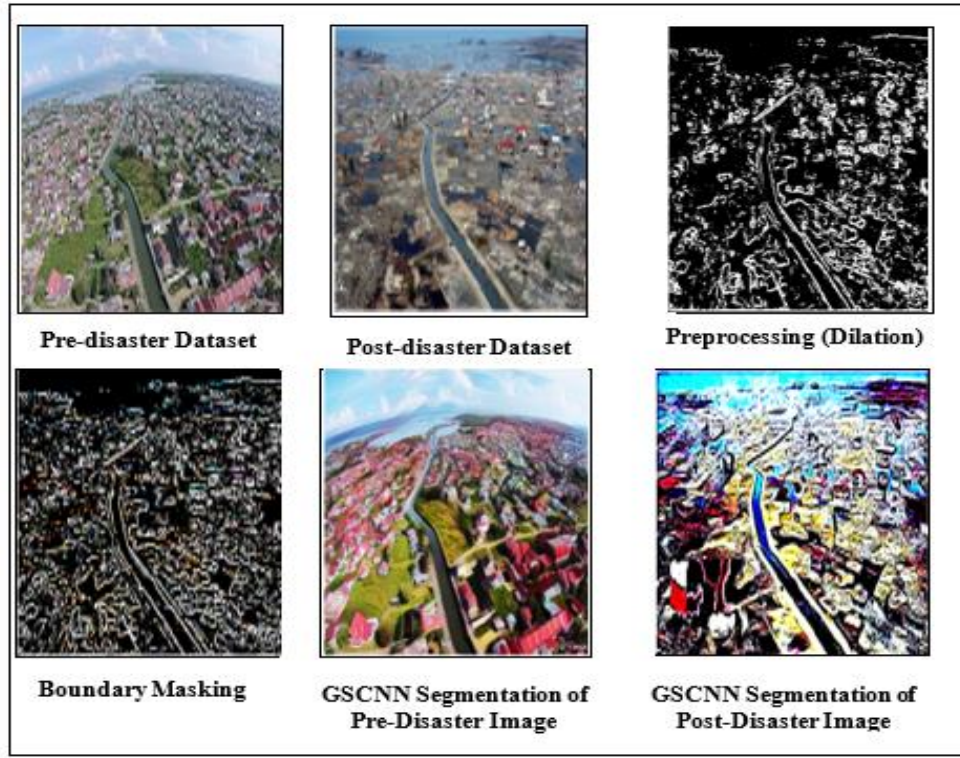 Pre-disaster Dataset
Post-disaster Dataset
Preprocessing (Dilation)
Boundary Masking
GSCNN Segmentation of
Pre-Disaster Image
GSCNN Segmentation of
Post-Disaster Image